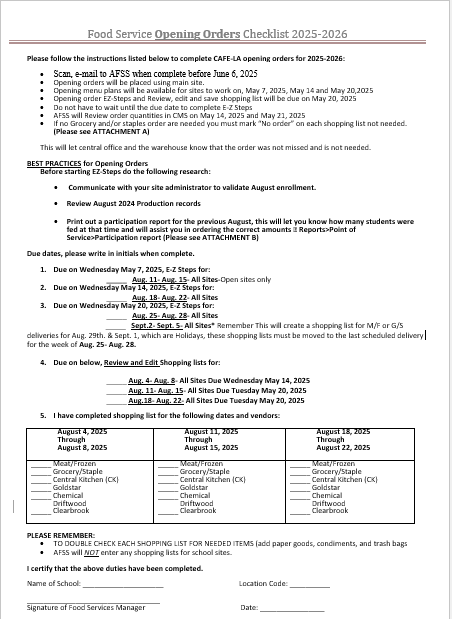 Food Service Opening Orders Checklist 2025-2026
Please follow the instructions listed below to complete CAFE-LA opening orders for 2025-2026:
• Scan, e-mail to AFSS when complete before June 6, 2025
• Opening orders will be placed using main site.
• Opening menu plans will be available for sites to work on, May 7, 2025, May 14 and May 20,2025
• Opening order EZ-Steps and Review, edit and save shopping list will be due on May 20, 2025
• Do not wait to until the due date to complete E-Z Steps
• AFSS will Review order quantities in CMS on May 14, 2025 and May 21, 2025
• If no Grocery and/or staples order are needed you must mark "No order" on each shopping list not needed.
(Please see ATTACHMENT A)
This will let central office and the warehouse know that the order was not missed and is not needed.
BEST PRACTICES for Opening Orders
Before starting EZ-Steps do the following research:
• Communicate with your site administrator to validate August enrollment.
• Review August 2024 Production records
• Print out a participation report for the previous August, this will let you know how many students were
fed at that time and will assist you in ordering the correct amounts Reports>Point of
Service>Participation report (Please see ATTACHMENT B)
Due dates, please write in initials when complete.
1. Due on Wednesday May 7, 2025, E-Z Steps for:
_____ Aug. 11- Aug. 15- All Sites-Open sites only
2. Due on Wednesday May 14, 2025, E-Z Steps for:
_____ Aug. 18- Aug. 22- All Sites
3. Due on Wednesday May 20, 2025, E-Z Steps for:
_____ Aug. 25- Aug. 28- All Sites
_____ Sept.2- Sept. 5- All Sites* Remember This will create a shopping list for M/F or G/S
deliveries for Aug. 29th. & Sept. 1, which are Holidays, these shopping lists must be moved to the last scheduled delivery
for the week of Aug. 25- Aug. 28.
4. Due on below, Review and Edit Shopping lists for:
_____ Aug. 4- Aug. 8- All Sites Due Wednesday May 14, 2025
_____ Aug. 11- Aug. 15- All Sites Due Tuesday May 20, 2025
_____ Aug.18- Aug. 22- All Sites Due Tuesday May 20, 2025
5. I have completed shopping list for the following dates and vendors:
August 4, 2025 August 11, 2025 August 18, 2025
Through Through Through
August 8, 2025 August 15, 2025 August 22, 2025
_____ Meat/Frozen _____ Meat/Frozen _____ Meat/Frozen
_____ Grocery/Staple _____ Grocery/Staple _____ Grocery/Staple
_____ Central Kitchen (CK) _____ Central Kitchen (CK) _____ Central Kitchen (CK)
_____ Goldstar _____ Goldstar _____ Goldstar
_____ Chemical _____ Chemical _____ Chemical
_____ Driftwood _____ Driftwood _____ Driftwood
_____ Clearbrook _____ Clearbrook _____ Clearbrook
PLEASE REMEMBER:
• TO DOUBLE CHECK EACH SHOPPING LIST FOR NEEDED ITEMS (add paper goods, condiments, and trash bags
• AFSS will NOT enter any shopping lists for school sites.
I certify that the above duties have been completed.
Name of School: ____________________ Location Code: __________
Signature of Food Services Manager Date: ________________